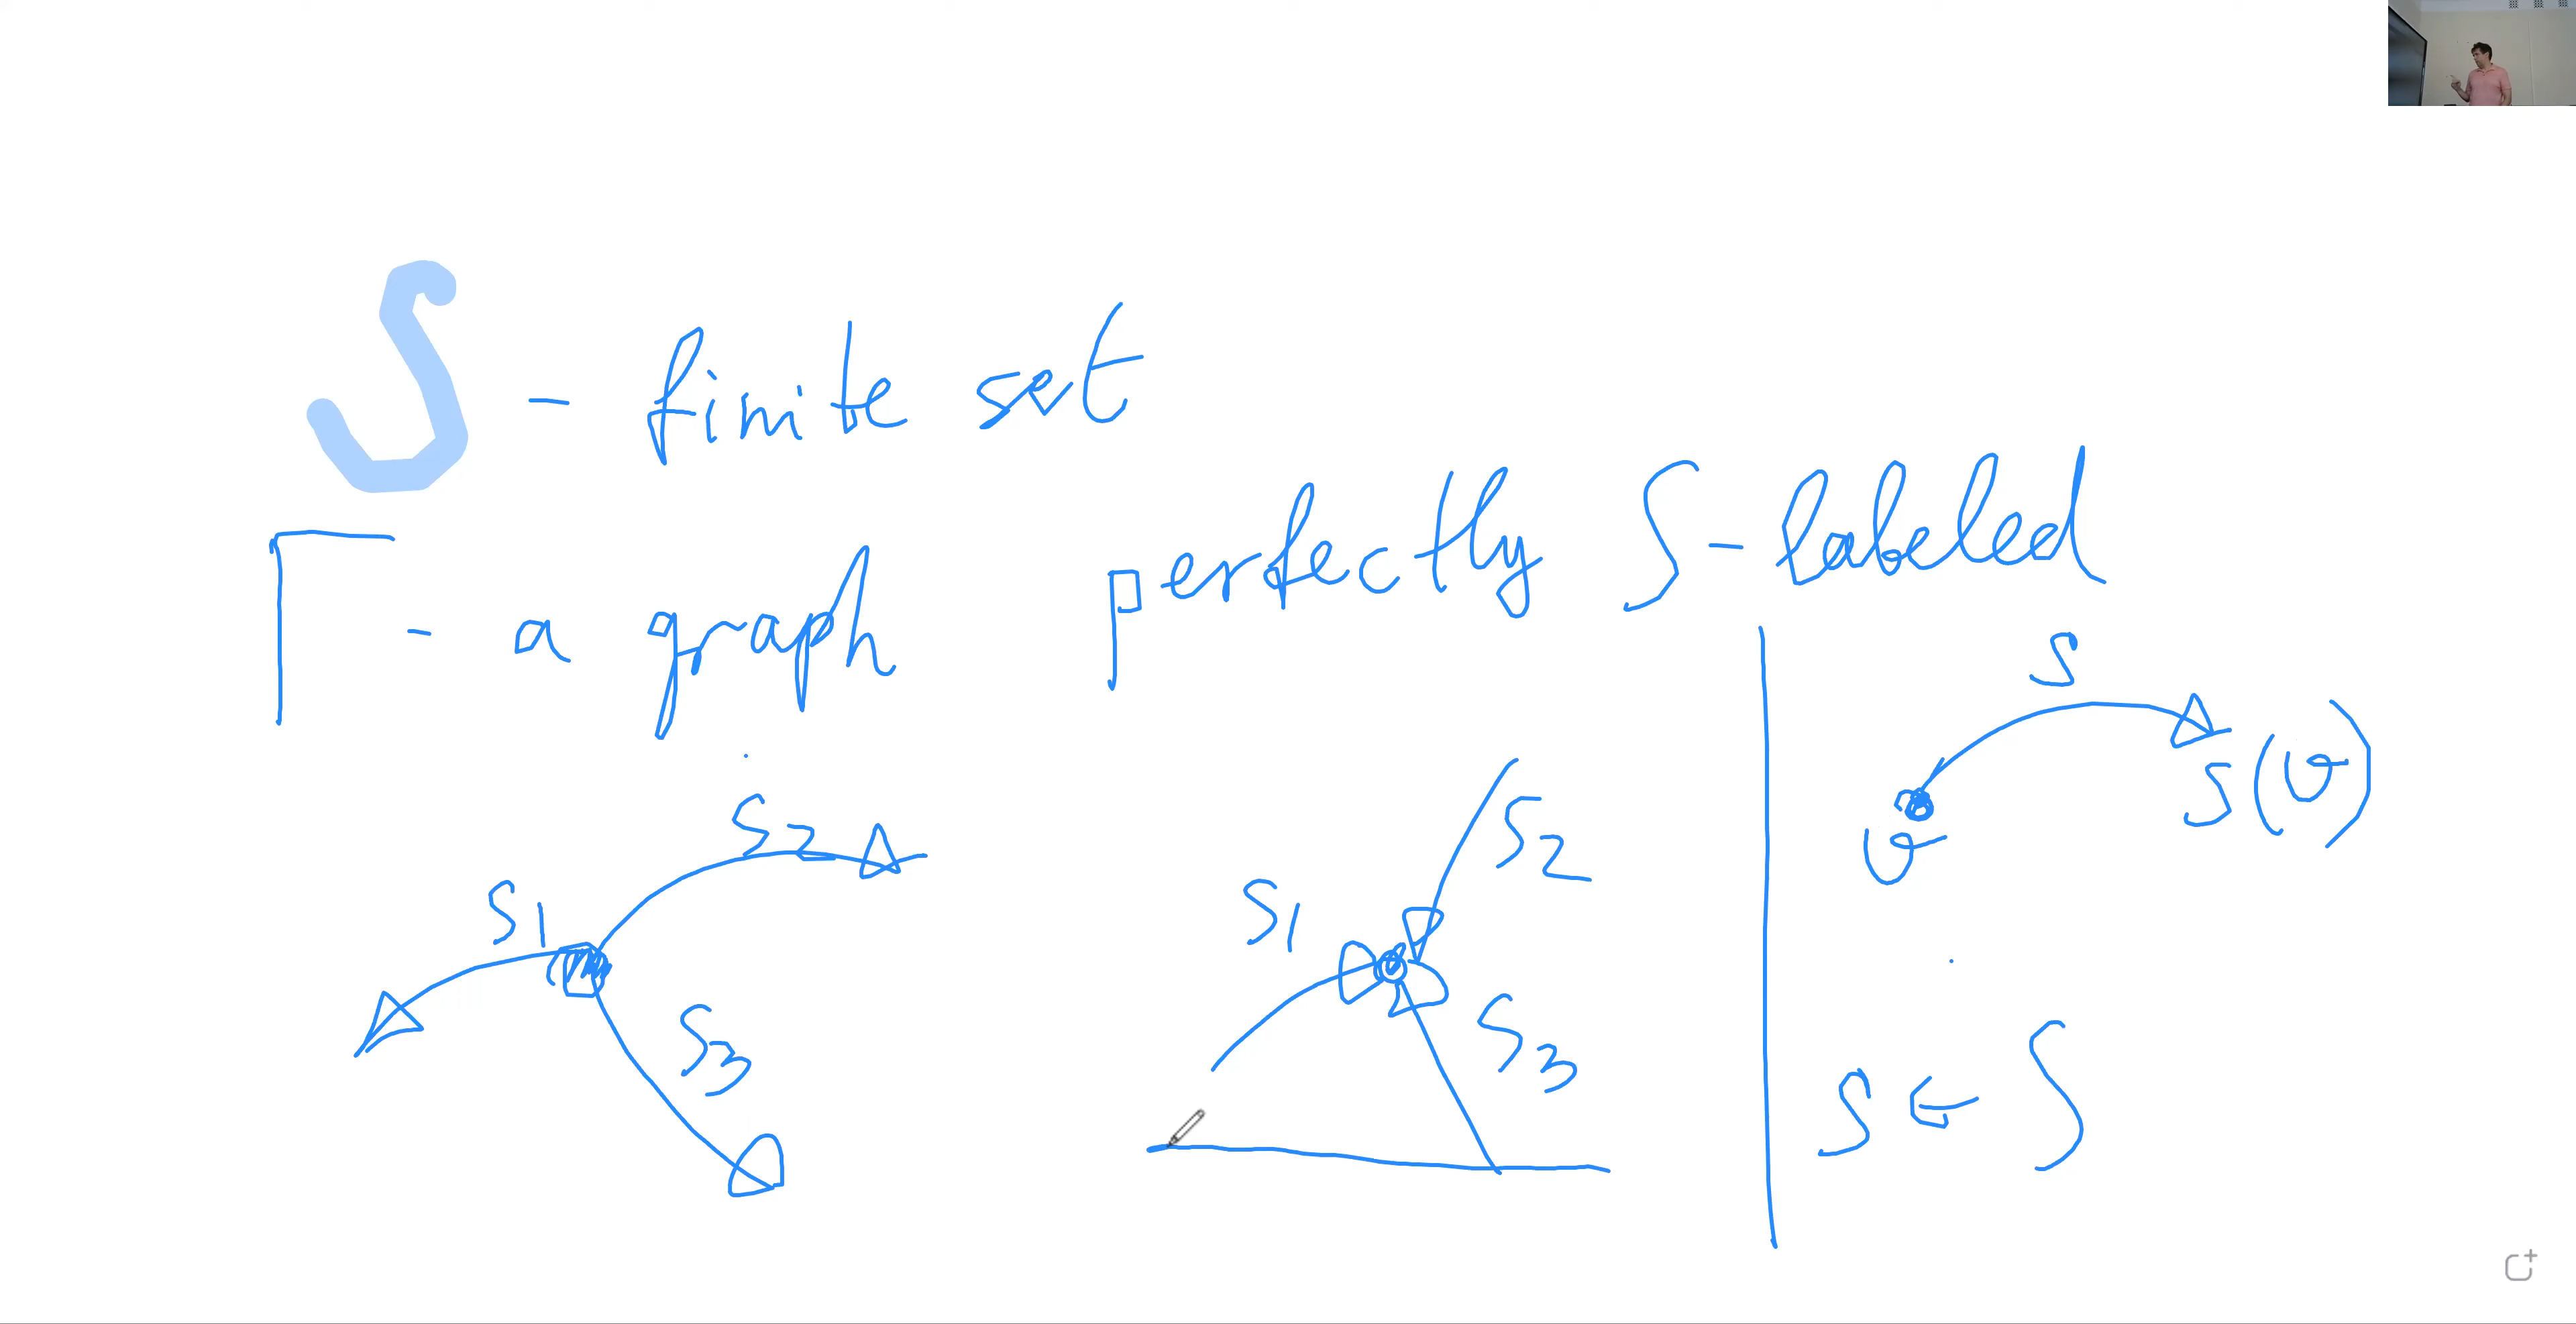 S - finite set
Γ - a graph perfectly S-labeled
s
v s(v)
s1 s2
s3
s1 s2
s3
s ∈ S